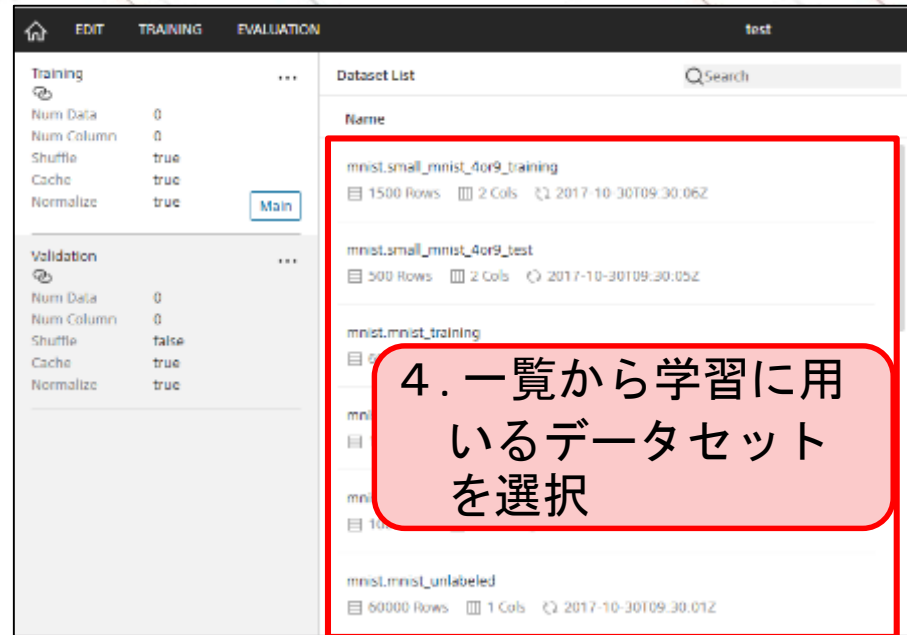 EDIT TRAINING EVALUATION test
Training ...
Num Data 0
Num Column 0
Shuffle true
Cache true
Normalize true
Main
Validation ...
Num Data 0
Num Column 0
Shuffle false
Cache true
Normalize true
Dataset List Search
Name
mnist.small_mnist_4or9_training
1500 Rows 2 Cols 2017-10-30T09:30:06Z
mnist.small_mnist_4or9_test
500 Rows 2 Cols 2017-10-30T09:30:05Z
mnist.mnist_training
4.一覧から学習に用
いるデータセット
を選択
mnist.mnist_unlabeled
60000 Rows 1 Cols 2017-10-30T09:30:01Z